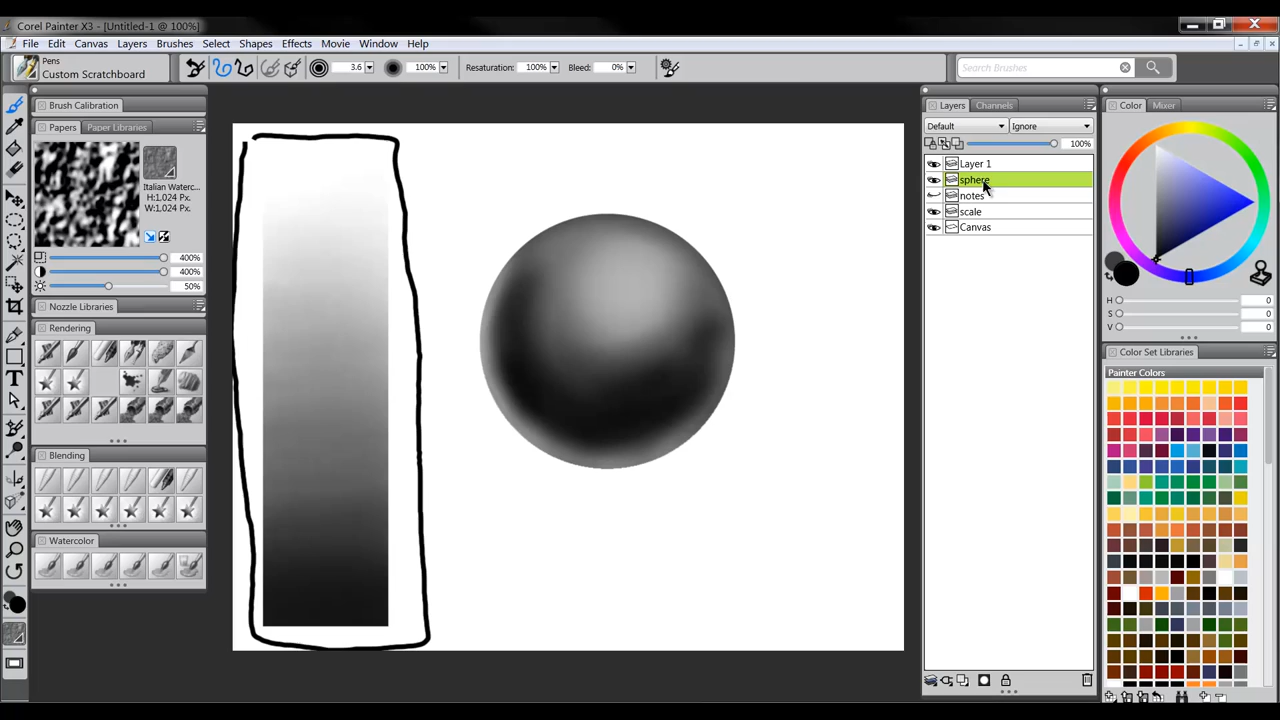 Corel Painter X3 - [Untitled-1 @ 100%]
File Edit Canvas Layers Brushes Select Shapes Effects Movie Window Help
Pens
Custom Scratchboard
3.6 100% Resaturation: 100% Bleed: 0%
Search Brushes
Brush Calibration
Papers Paper Libraries
Italian Waterc...
H:1,024 Px.
W:1,024 Px.
400%
400%
50%
Nozzle Libraries
Rendering
Blending
Watercolor
Layers Channels
Default Ignore
100%
Layer 1
sphere
notes
scale
Canvas
Color Mixer
H 0
S 0
V 0
Color Set Libraries
Painter Colors